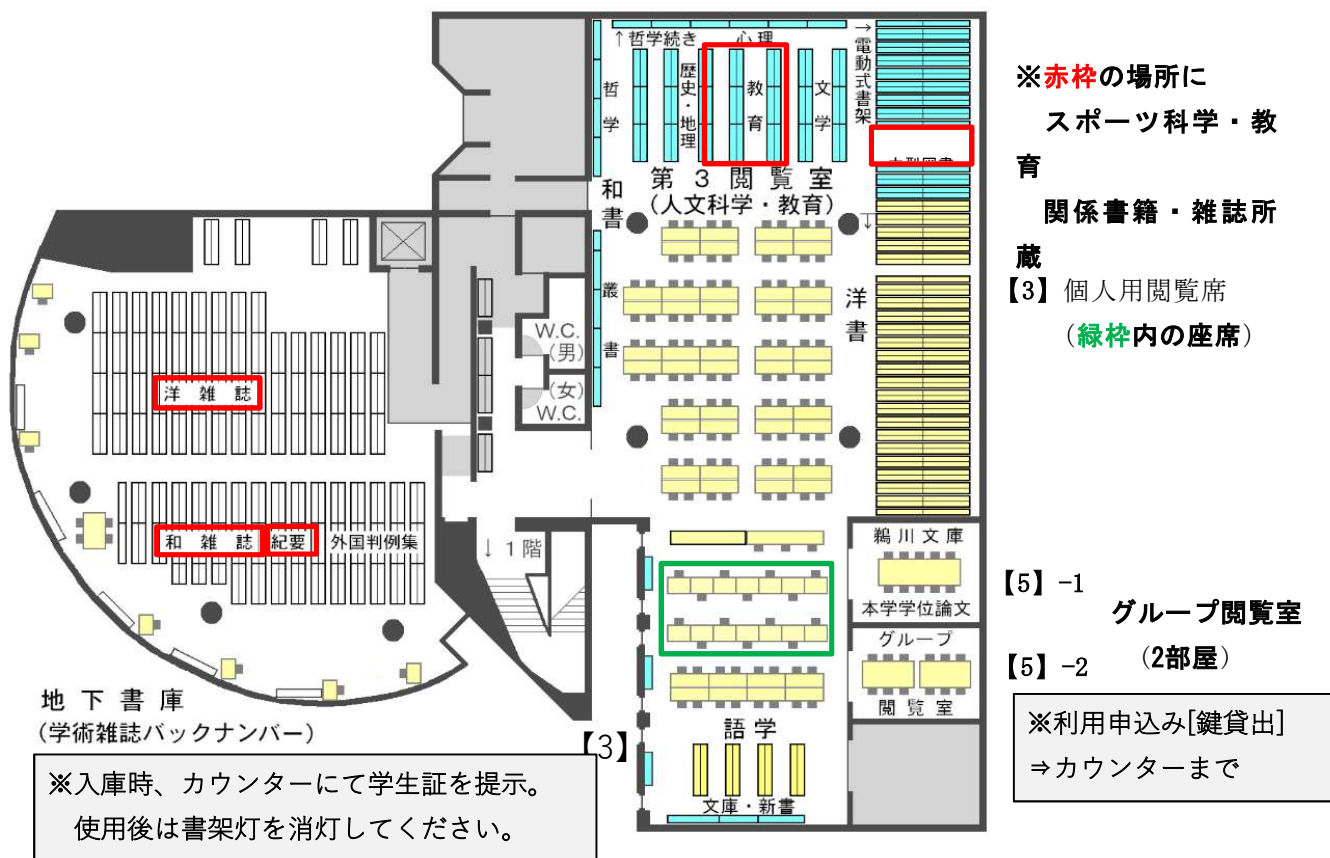 ↑哲学続き
心理
→電動式書架
哲学
歴史・地理
教育
文学
大型図書
第3閲覧室
(人文科学・教育)
和書
叢書
洋書
W.C.
(男)
(女)
W.C.
洋雑誌
和雑誌
紀要
外国判例集
↓1階
鵜川文庫
本学学位論文
グループ
閲覧室
語学
文庫・新書
地下書庫
(学術雑誌バックナンバー)
【3】
※入庫時、カウンターにて学生証を提示。
使用後は書架灯を消灯してください。
※赤枠の場所に
スポーツ科学・教
育
関係書籍・雑誌所
蔵
【3】個人用閲覧席
(緑枠内の座席)
【5】-1
グループ閲覧室
【5】-2
(2部屋)
※利用申込み[鍵貸出]
⇒カウンターまで